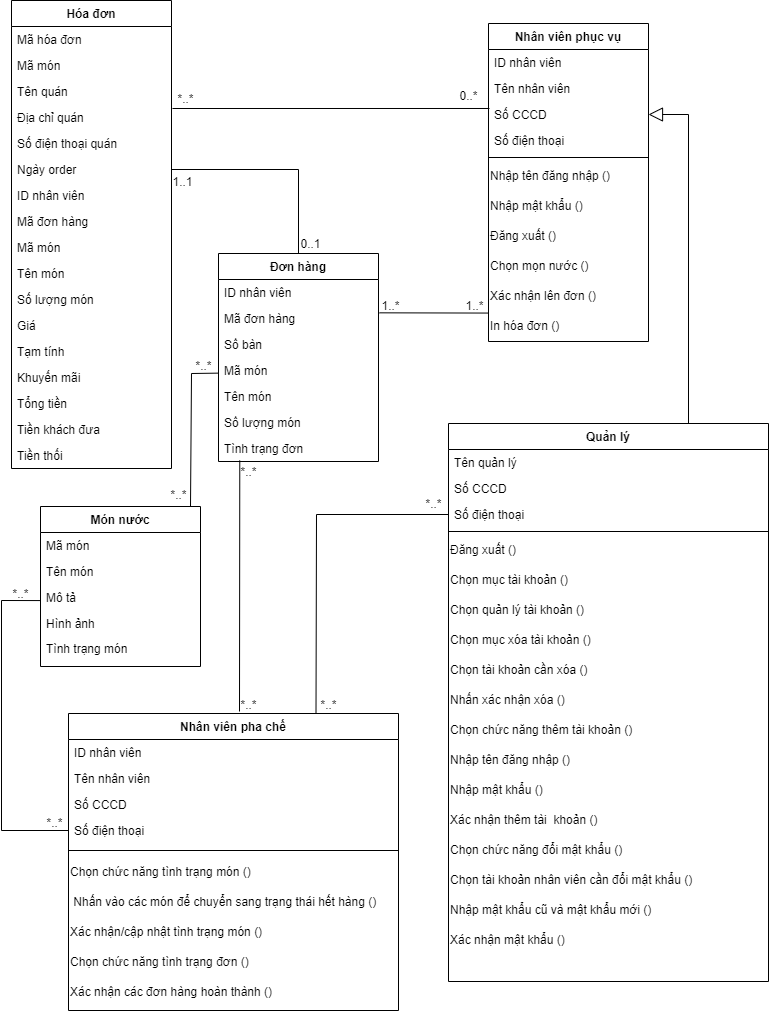 Hóa đơn
Mã hóa đơn
Mã món
Tên quán
Địa chỉ quán
Số điện thoại quán
Ngày order
ID nhân viên
Mã đơn hàng
Mã món
Tên món
Số lượng món
Giá
Tạm tính
Khuyến mãi
Tổng tiền
Tiền khách đưa
Tiền thối
*..*
0..*
1..1
0..1
Nhân viên phục vụ
ID nhân viên
Tên nhân viên
Số CCCD
Số điện thoại
Nhập tên đăng nhập ()
Nhập mật khẩu ()
Đăng xuất ()
Chọn mọn nước ()
Xác nhận lên đơn ()
In hóa đơn ()
Đơn hàng
ID nhân viên
Mã đơn hàng
Số bàn
Mã món
Tên món
Số lượng món
Tình trạng đơn
1..*
1..*
*..*
*..*
*..*
*..*
Món nước
Mã món
Tên món
Mô tả
Hình ảnh
Tình trạng món
*..*
*..*
*..*
*..*
Nhân viên pha chế
ID nhân viên
Tên nhân viên
Số CCCD
Số điện thoại
Chọn chức năng tình trạng món ()
Nhấn vào các món để chuyển sang trạng thái hết hàng ()
Xác nhận/cập nhật tình trạng món ()
Chọn chức năng tình trạng đơn ()
Xác nhận các đơn hàng hoàn thành ()
Quản lý
Tên quản lý
Số CCCD
Số điện thoại
Đăng xuất ()
Chọn mục tài khoản ()
Chọn quản lý tài khoản ()
Chọn mục xóa tài khoản ()
Chọn tài khoản cần xóa ()
Nhấn xác nhận xóa ()
Chọn chức năng thêm tài khoản ()
Nhập tên đăng nhập ()
Nhập mật khẩu ()
Xác nhận thêm tài khoản ()
Chọn chức năng đổi mật khẩu ()
Chọn tài khoản nhân viên cần đổi mật khẩu ()
Nhập mật khẩu cũ và mật khẩu mới ()
Xác nhận mật khẩu ()